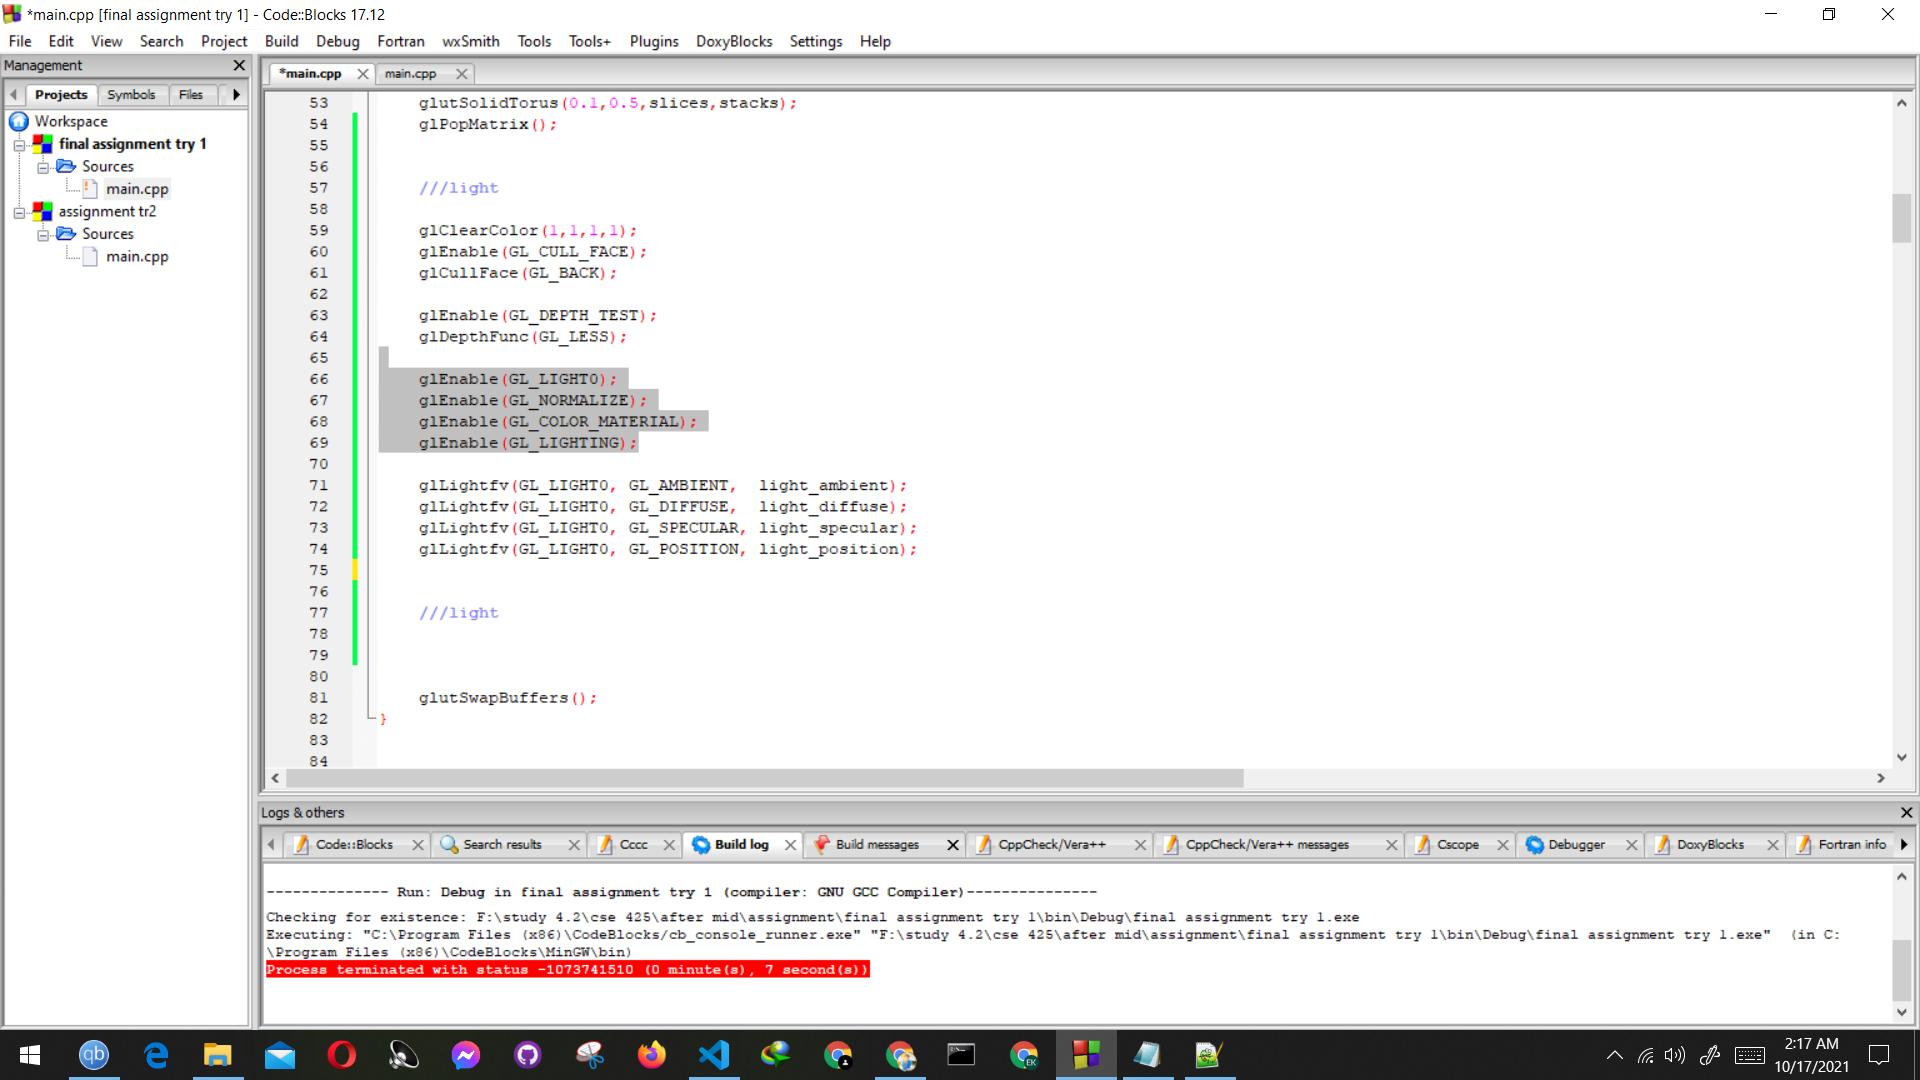 *main.cpp [final assignment try 1] - Code::Blocks 17.12
File Edit View Search Project Build Debug Fortran wxSmith Tools Tools+ Plugins DoxyBlocks Settings Help
Management
Projects Symbols Files
Workspace
final assignment try 1
Sources
main.cpp
assignment tr2
Sources
main.cpp
*main.cpp main.cpp
53 glutSolidTorus(0.1,0.5,slices,stacks);
54 glPopMatrix();
55
56
57 ///light
58
59 glClearColor(1,1,1,1);
60 glEnable(GL_CULL_FACE);
61 glCullFace(GL_BACK);
62
63 glEnable(GL_DEPTH_TEST);
64 glDepthFunc(GL_LESS);
65
66 glEnable(GL_LIGHT0);
67 glEnable(GL_NORMALIZE);
68 glEnable(GL_COLOR_MATERIAL);
69 glEnable(GL_LIGHTING);
70
71 glLightfv(GL_LIGHT0, GL_AMBIENT,  light_ambient);
72 glLightfv(GL_LIGHT0, GL_DIFFUSE,  light_diffuse);
73 glLightfv(GL_LIGHT0, GL_SPECULAR, light_specular);
74 glLightfv(GL_LIGHT0, GL_POSITION, light_position);
75
76
77 ///light
78
79
80
81 glutSwapBuffers();
82 }
83
84
Logs & others
Code::Blocks Search results Cccc Build log Build messages CppCheck/Vera++ CppCheck/Vera++ messages Cscope Debugger DoxyBlocks Fortran info
-------------- Run: Debug in final assignment try 1 (compiler: GNU GCC Compiler)---------------
Checking for existence: F:\study 4.2\cse 425\after mid\assignment\final assignment try 1\bin\Debug\final assignment try 1.exe
Executing: "C:\Program Files (x86)\CodeBlocks/cb_console_runner.exe" "F:\study 4.2\cse 425\after mid\assignment\final assignment try 1\bin\Debug\final assignment try 1.exe"  (in C:
\Program Files (x86)\CodeBlocks\MinGW\bin)
Process terminated with status -1073741510 (0 minute(s), 7 second(s))
qb
EK
2:17 AM
10/17/2021